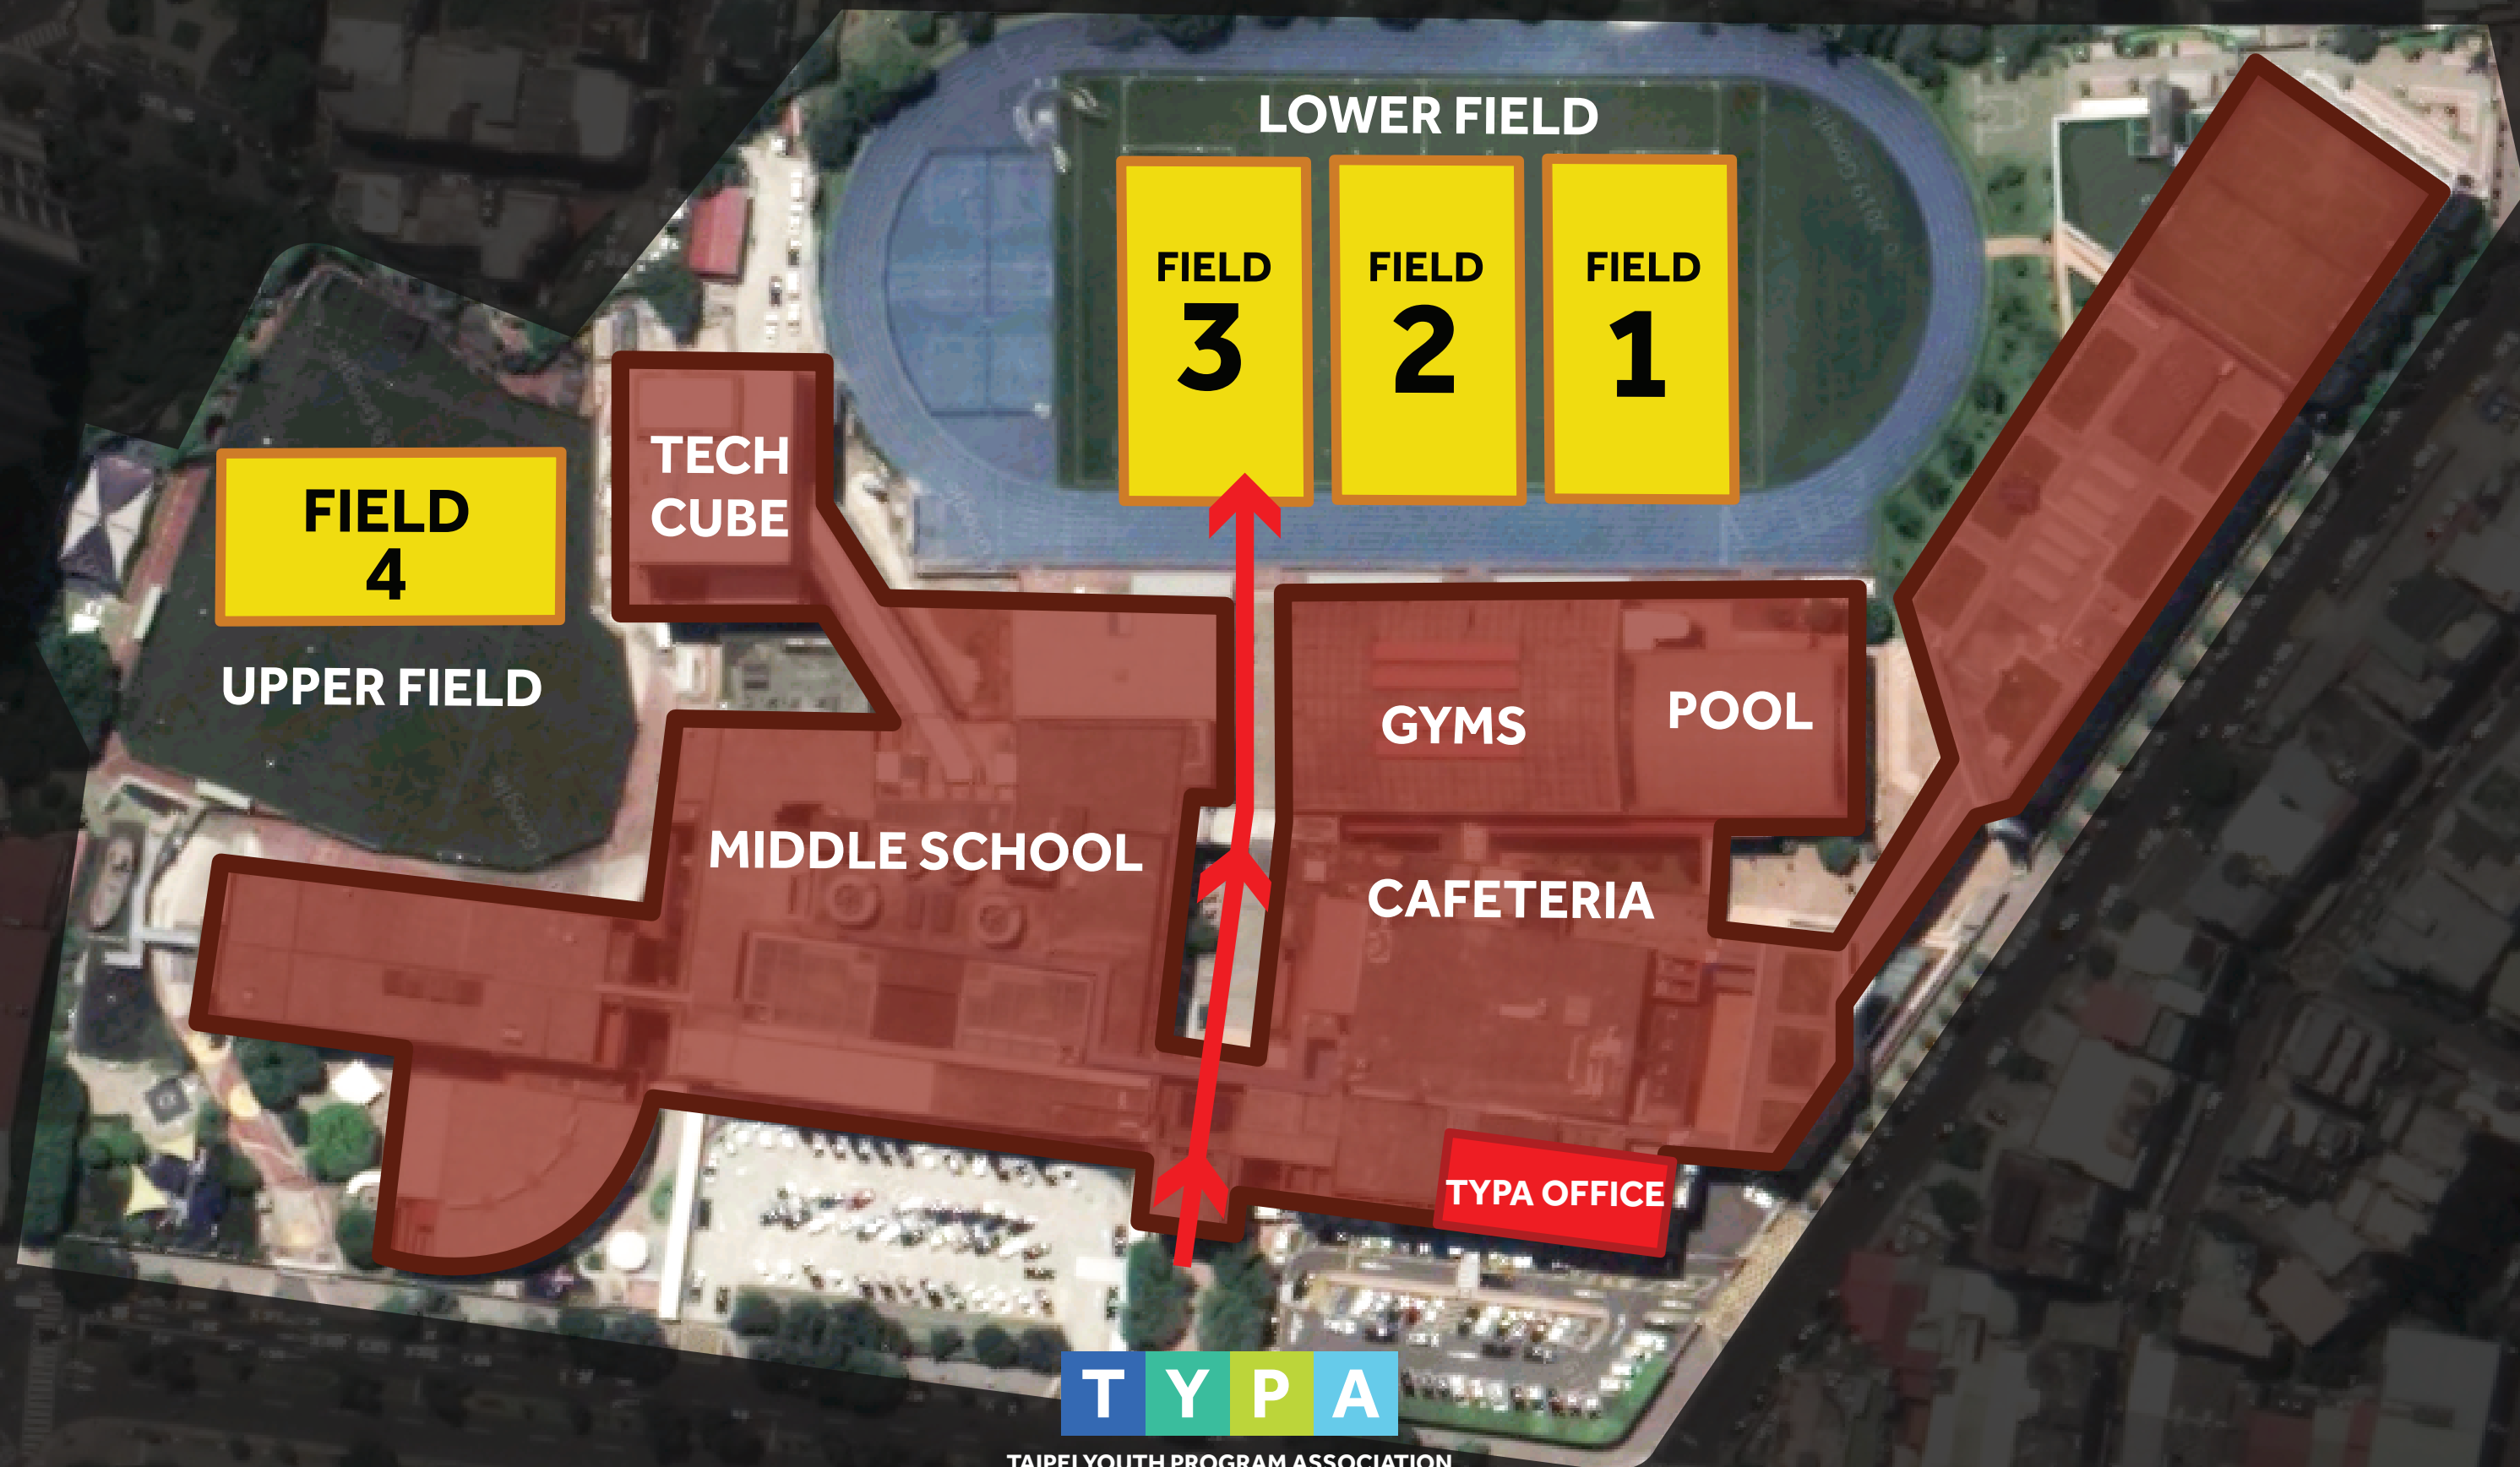 LOWER FIELD
FIELD
3
FIELD
2
FIELD
1
TECH
CUBE
FIELD
4
UPPER FIELD
GYMS
POOL
MIDDLE SCHOOL
CAFETERIA
TYPA OFFICE
TYPA
TAIPEI YOUTH PROGRAM ASSOCIATION